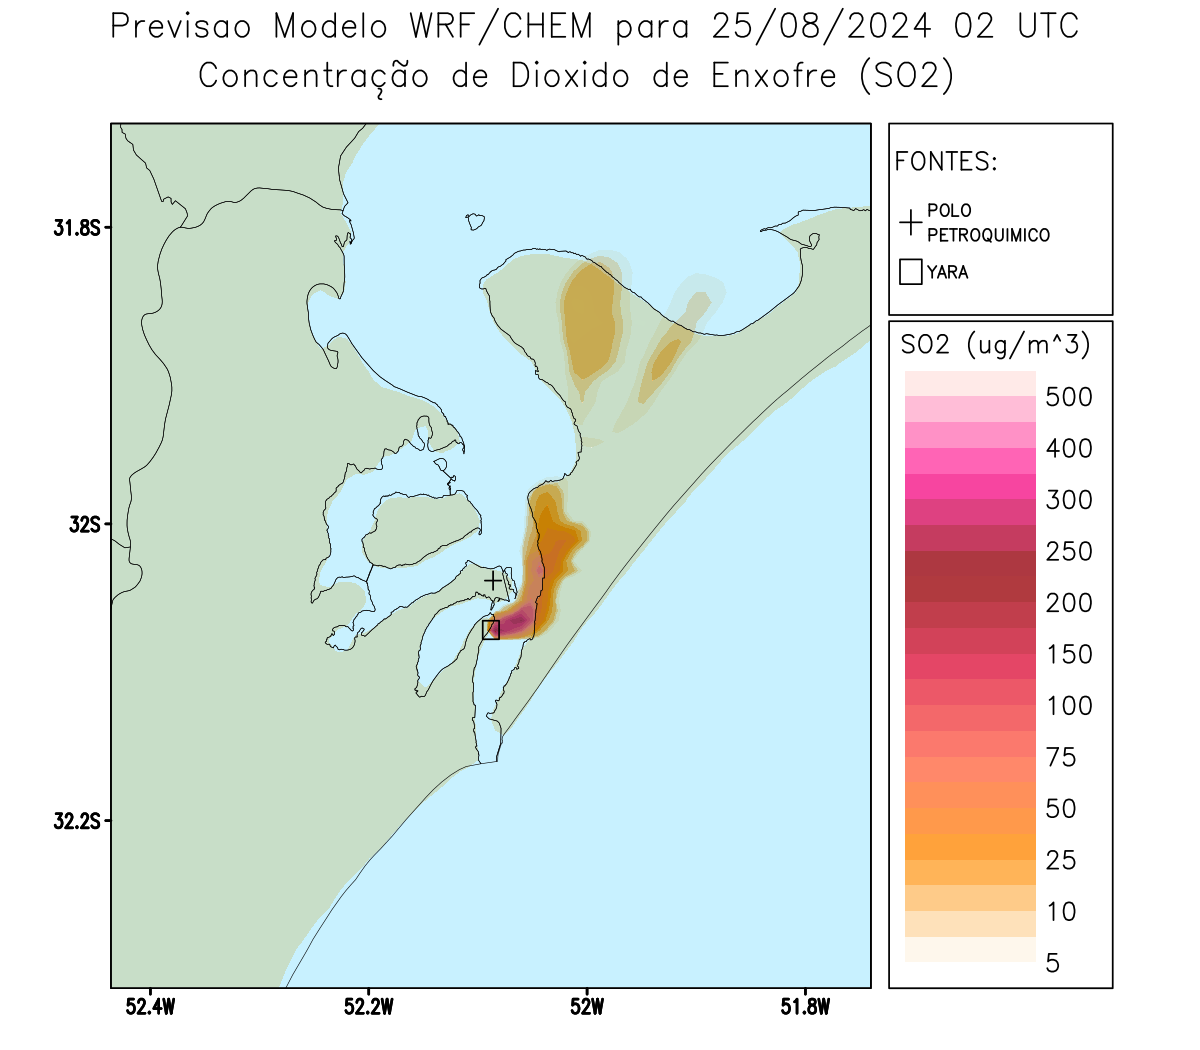 Previsao Modelo WRF/CHEM para 25/08/2024 02 UTC
Concentração de Dioxido de Enxofre (SO2)
FONTES:
POLO
PETROQUIMICO
YARA
SO2 (ug/m^3)
500
400
300
250
200
150
100
75
50
25
10
5
31.8S
32S
32.2S
52.4W
52.2W
52W
51.8W